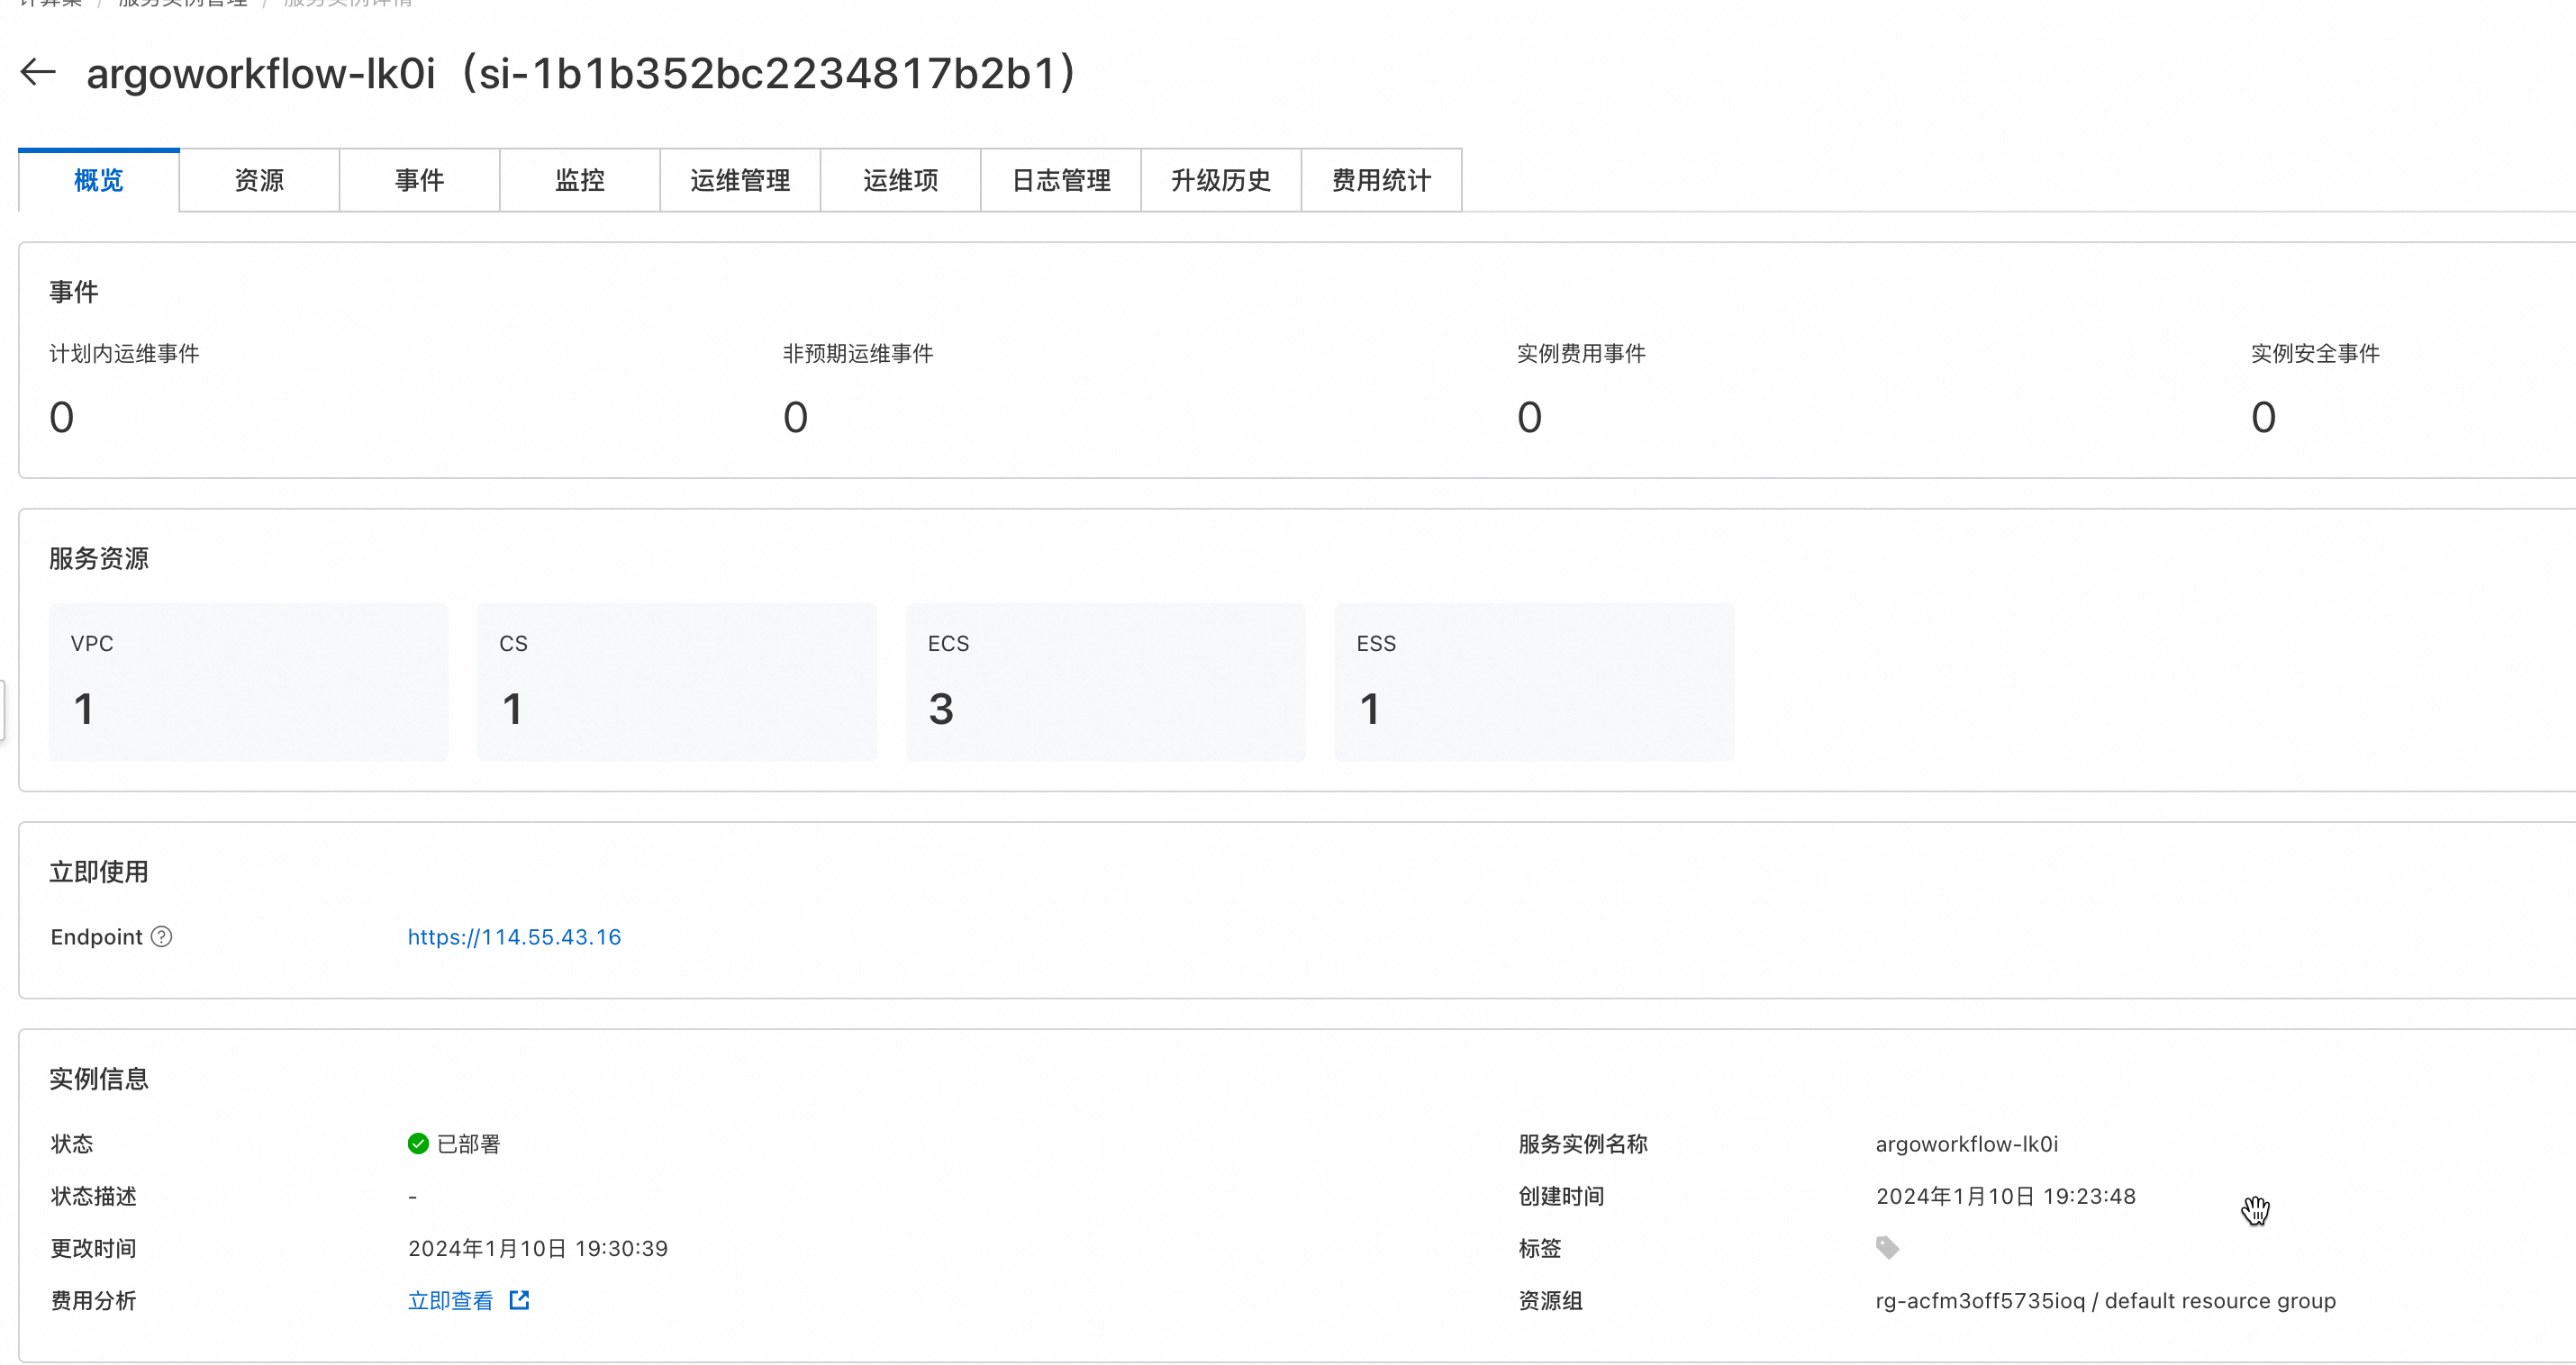 计算巢 / 服务实例管理 / 服务实例详情
argoworkflow-lk0i（si-1b1b352bc2234817b2b1）
概览 资源 事件 监控 运维管理 运维项 日志管理 升级历史 费用统计
事件
计划内运维事件 非预期运维事件 实例费用事件 实例安全事件
0 0 0 0
服务资源
VPC CS ECS ESS
1 1 3 1
立即使用
Endpoint https://114.55.43.16
实例信息
状态 已部署 服务实例名称 argoworkflow-lk0i
状态描述 - 创建时间 2024年1月10日 19:23:48
更改时间 2024年1月10日 19:30:39 标签
费用分析 立即查看 资源组 rg-acfm3off5735ioq / default resource group